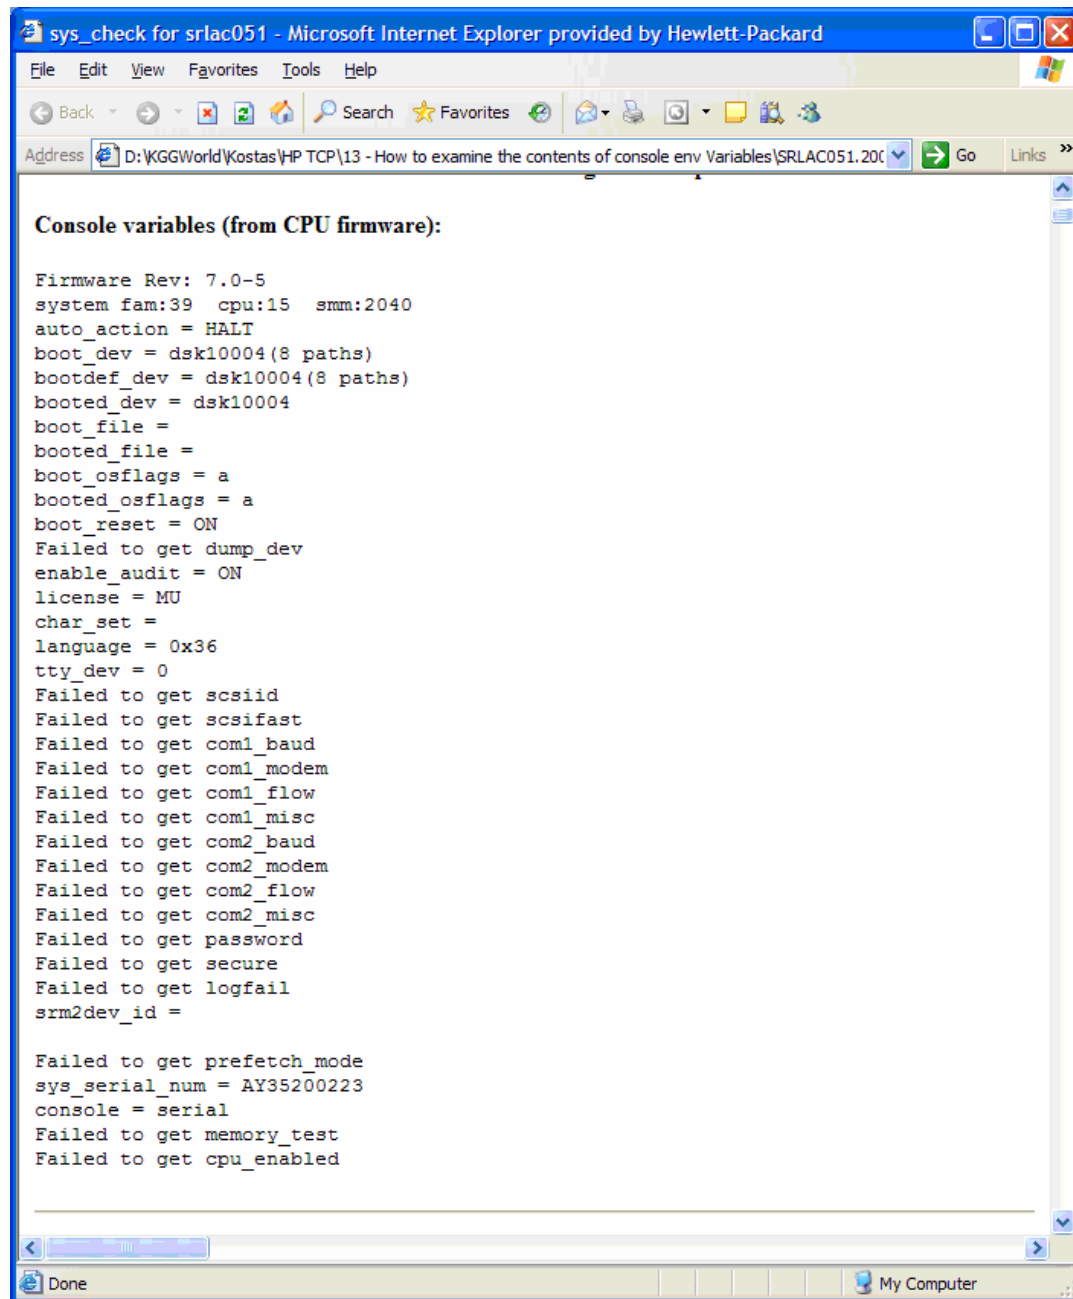 sys_check for srlac051 - Microsoft Internet Explorer provided by Hewlett-Packard
File Edit View Favorites Tools Help
Back Search Favorites
Address D:\KGGWorld\Kostas\HP TCP\13 - How to examine the contents of console env Variables\SRLAC051.200 Go Links »
Console variables (from CPU firmware):
Firmware Rev: 7.0-5
system fam:39 cpu:15 smm:2040
auto_action = HALT
boot_dev = dsk10004(8 paths)
bootdef_dev = dsk10004(8 paths)
booted_dev = dsk10004
boot_file =
booted_file =
boot_osflags = a
booted_osflags = a
boot_reset = ON
Failed to get dump_dev
enable_audit = ON
license = MU
char_set =
language = 0x36
tty_dev = 0
Failed to get scsiid
Failed to get scsifast
Failed to get com1_baud
Failed to get com1_modem
Failed to get com1_flow
Failed to get com1_misc
Failed to get com2_baud
Failed to get com2_modem
Failed to get com2_flow
Failed to get com2_misc
Failed to get password
Failed to get secure
Failed to get logfail
srm2dev_id =
Failed to get prefetch_mode
sys_serial_num = AY35200223
console = serial
Failed to get memory_test
Failed to get cpu_enabled
Done My Computer